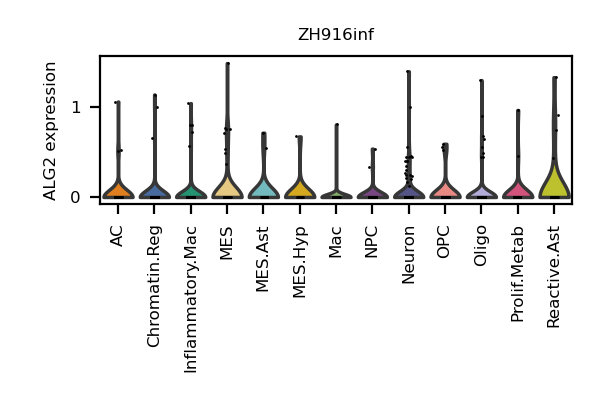 ZH916inf
ALG2 expression
1
0
AC
Chromatin.Reg
Inflammatory.Mac
MES
MES.Ast
MES.Hyp
Mac
NPC
Neuron
OPC
Oligo
Prolif.Metab
Reactive.Ast